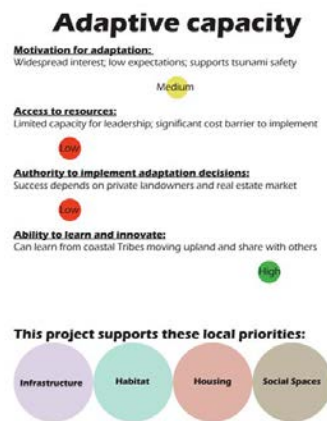 Adaptive capacity
Motivation for adaptation:
Widespread interest; low expectations; supports tsunami safety
Medium
Access to resources:
Limited capacity for leadership; significant cost barrier to implement
Low
Authority to implement adaptation decisions:
Success depends on private landowners and real estate market
Low
Ability to learn and innovate:
Can learn from coastal Tribes moving upland and share with others
High
This project supports these local priorities:
Infrastructure Habitat Housing Social Spaces